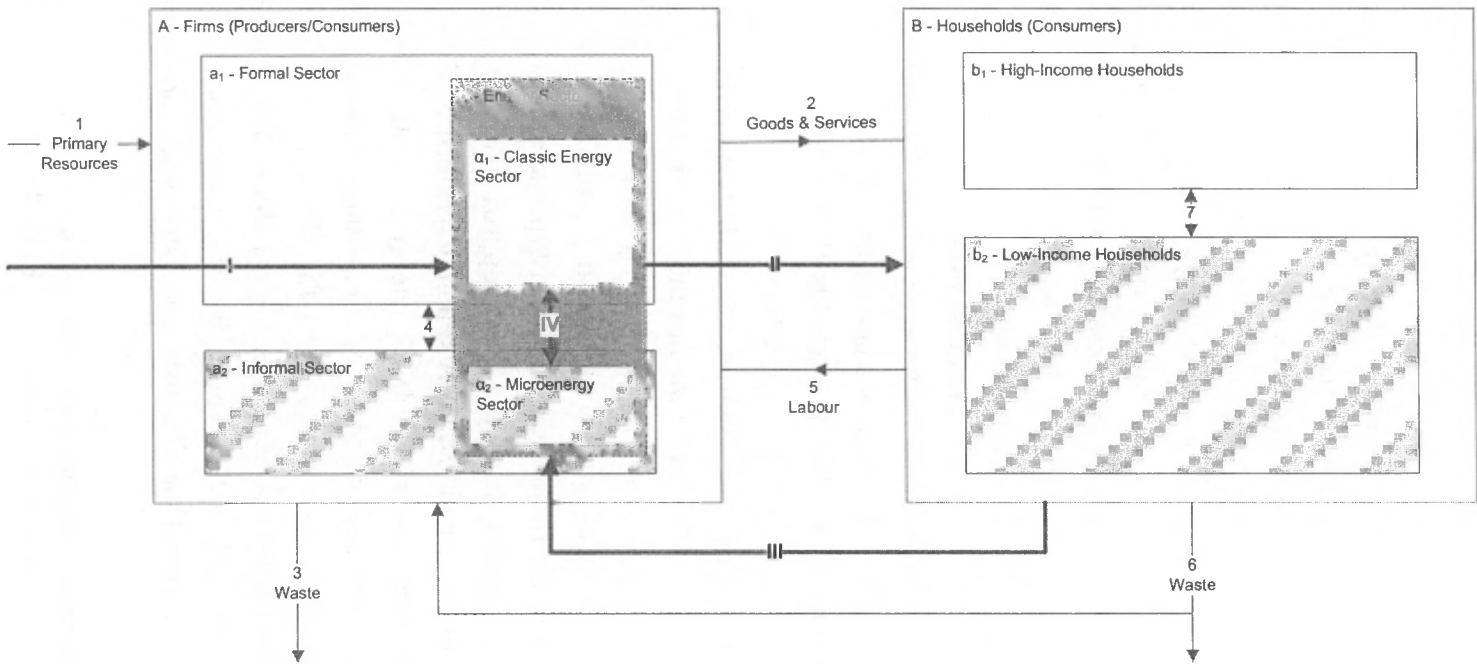 A - Firms (Producers/Consumers)
B - Households (Consumers)
a₁ - Formal Sector
b₁ - High-Income Households
1
Primary
Resources
2
Goods & Services
α₁ - Classic Energy
Sector
7
I
II
b₂ - Low-Income Households
4
IV
a₂ - Informal Sector
α₂ - Microenergy
Sector
5
Labour
III
3
Waste
6
Waste